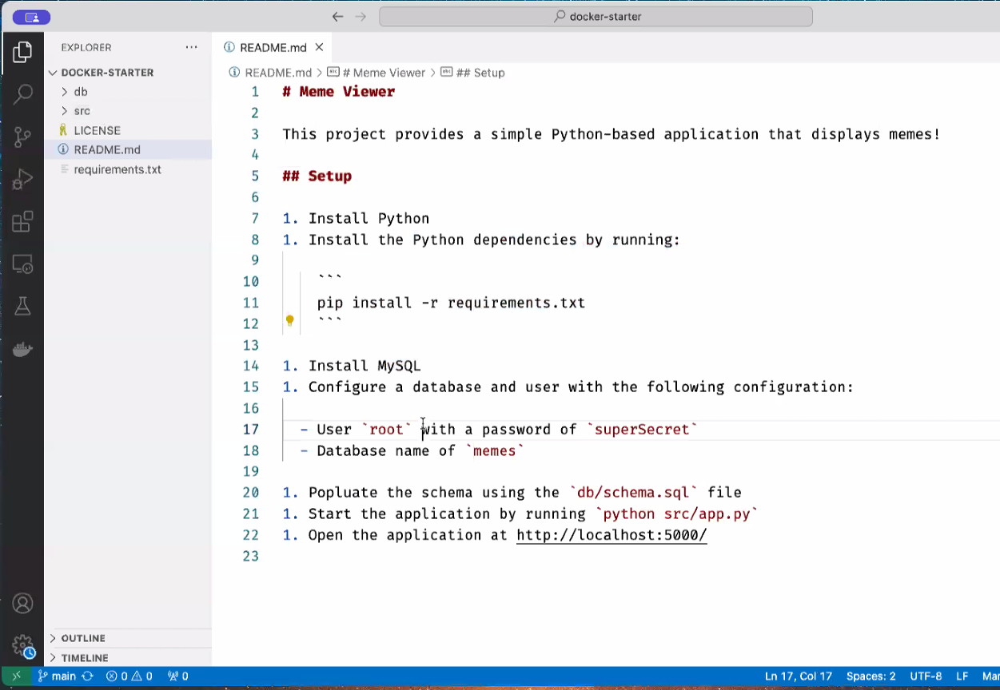 docker-starter
EXPLORER
README.md
DOCKER-STARTER
README.md > # Meme Viewer > ## Setup
db
src
LICENSE
README.md
requirements.txt
1 # Meme Viewer
2
3 This project provides a simple Python-based application that displays memes!
4
5 ## Setup
6
7 1. Install Python
8 1. Install the Python dependencies by running:
9
10 ```
11 pip install -r requirements.txt
12 ```
13
14 1. Install MySQL
15 1. Configure a database and user with the following configuration:
16
17 - User `root` with a password of `superSecret`
18 - Database name of `memes`
19
20 1. Popluate the schema using the `db/schema.sql` file
21 1. Start the application by running `python src/app.py`
22 1. Open the application at http://localhost:5000/
23
OUTLINE
TIMELINE
main 0 0 0 Ln 17, Col 17 Spaces: 2 UTF-8 LF